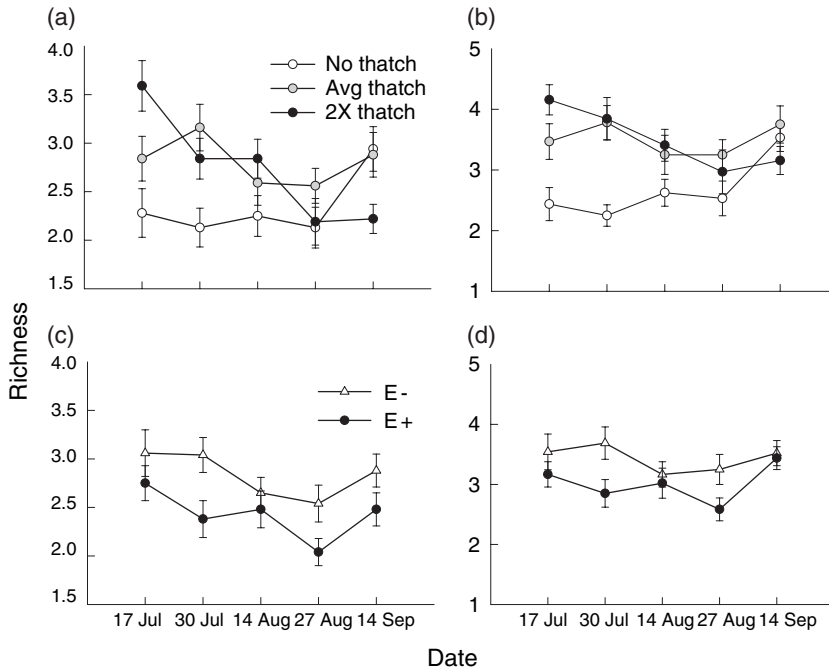 (a)
4.0
3.5
3.0
2.5
2.0
1.5
No thatch
Avg thatch
2X thatch
(b)
5
4
3
2
1
Richness
(c)
4.0
3.5
3.0
2.5
2.0
1.5
E-
E+
17 Jul 30 Jul 14 Aug 27 Aug 14 Sep
(d)
5
4
3
2
1
17 Jul 30 Jul 14 Aug 27 Aug 14 Sep
Date